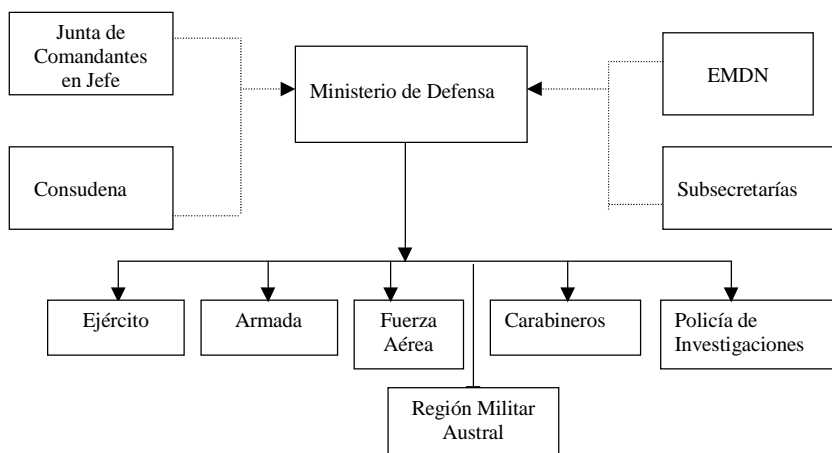 Junta de
Comandantes
en Jefe
Ministerio de Defensa
EMDN
Consudena
Subsecretarías
Ejército
Armada
Fuerza
Aérea
Carabineros
Policía de
Investigaciones
Región Militar
Austral